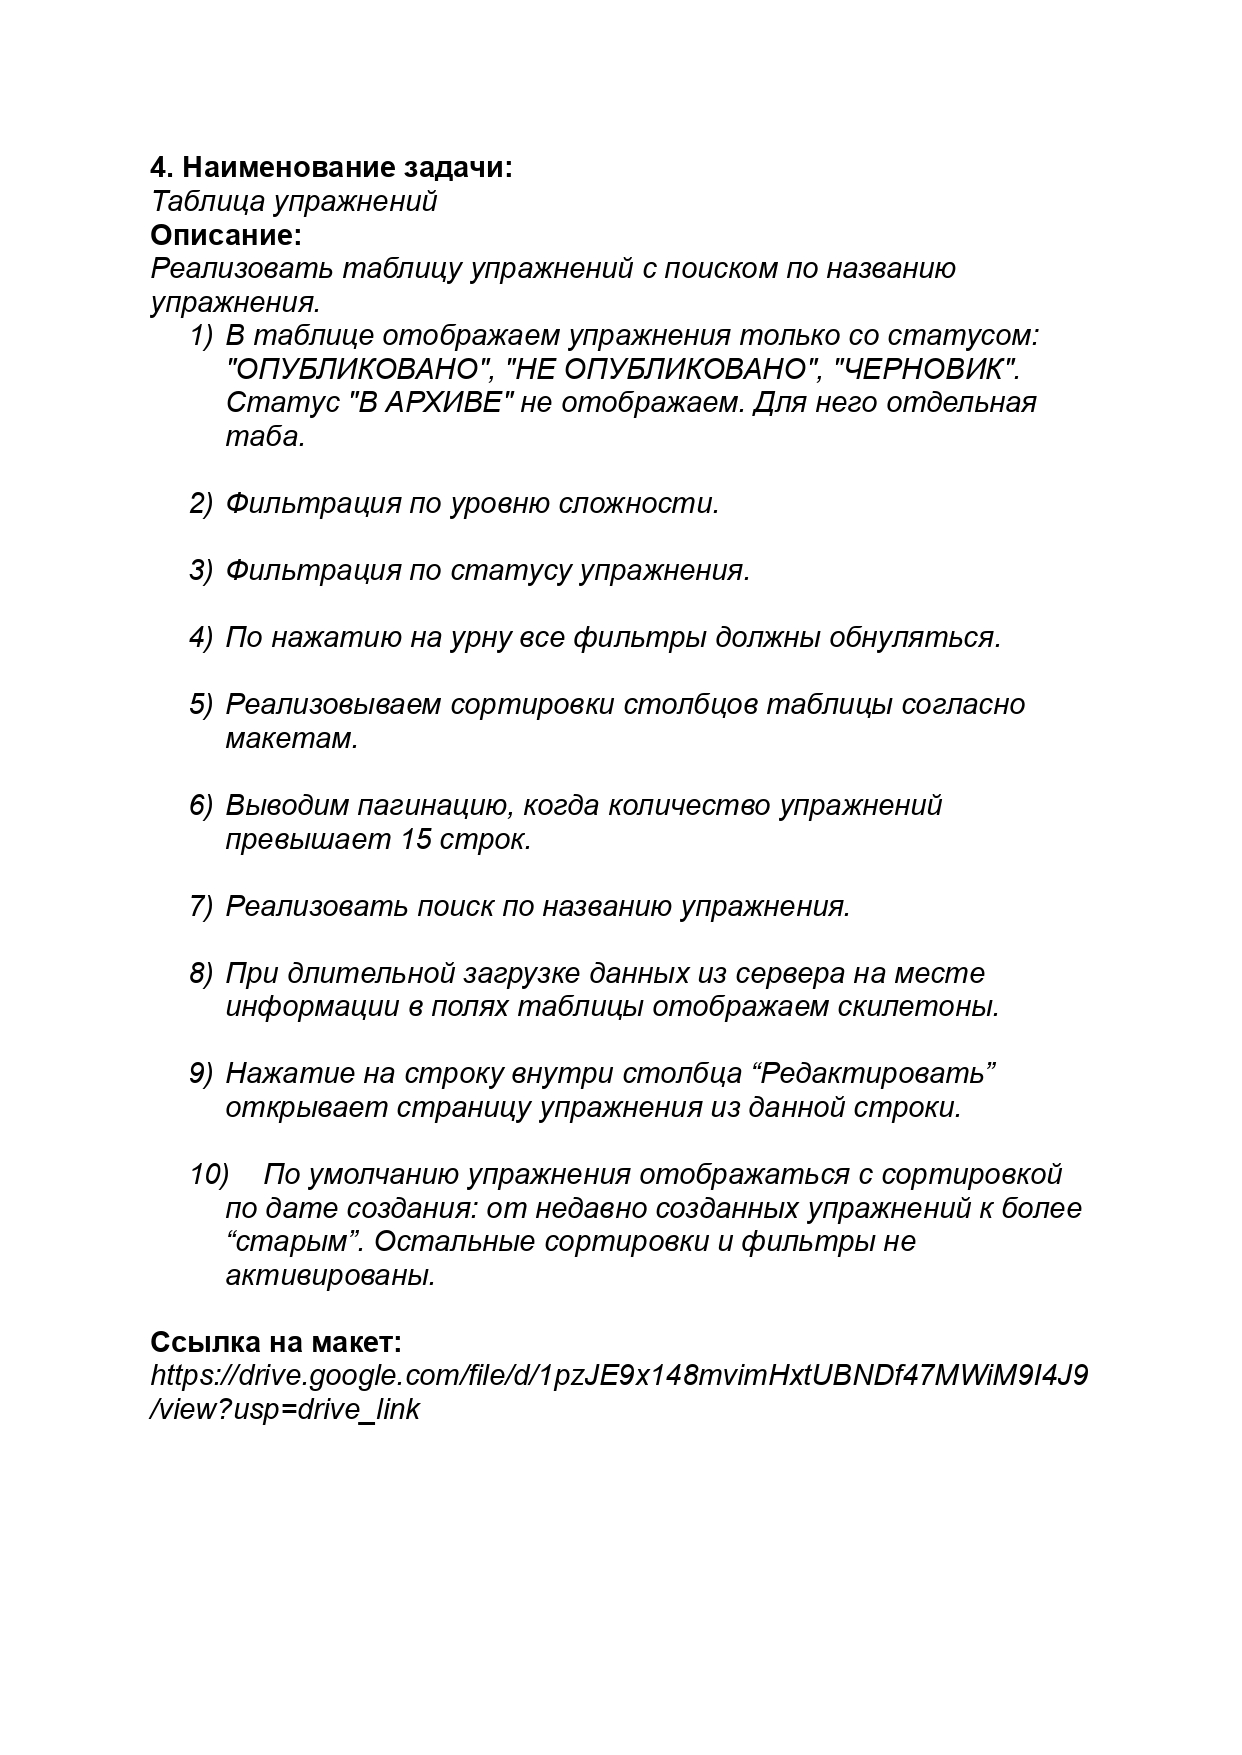 4. Наименование задачи:
Таблица упражнений
Описание:
Реализовать таблицу упражнений с поиском по названию
упражнения.
1) В таблице отображаем упражнения только со статусом:
"ОПУБЛИКОВАНО", "НЕ ОПУБЛИКОВАНО", "ЧЕРНОВИК".
Статус "В АРХИВЕ" не отображаем. Для него отдельная
таба.
2) Фильтрация по уровню сложности.
3) Фильтрация по статусу упражнения.
4) По нажатию на урну все фильтры должны обнуляться.
5) Реализовываем сортировки столбцов таблицы согласно
макетам.
6) Выводим пагинацию, когда количество упражнений
превышает 15 строк.
7) Реализовать поиск по названию упражнения.
8) При длительной загрузке данных из сервера на месте
информации в полях таблицы отображаем скилетоны.
9) Нажатие на строку внутри столбца “Редактировать”
открывает страницу упражнения из данной строки.
10) По умолчанию упражнения отображаться с сортировкой
по дате создания: от недавно созданных упражнений к более
“старым”. Остальные сортировки и фильтры не
активированы.
Ссылка на макет:
https://drive.google.com/file/d/1pzJE9x148mvimHxtUBNDf47MWiM9I4J9
/view?usp=drive_link